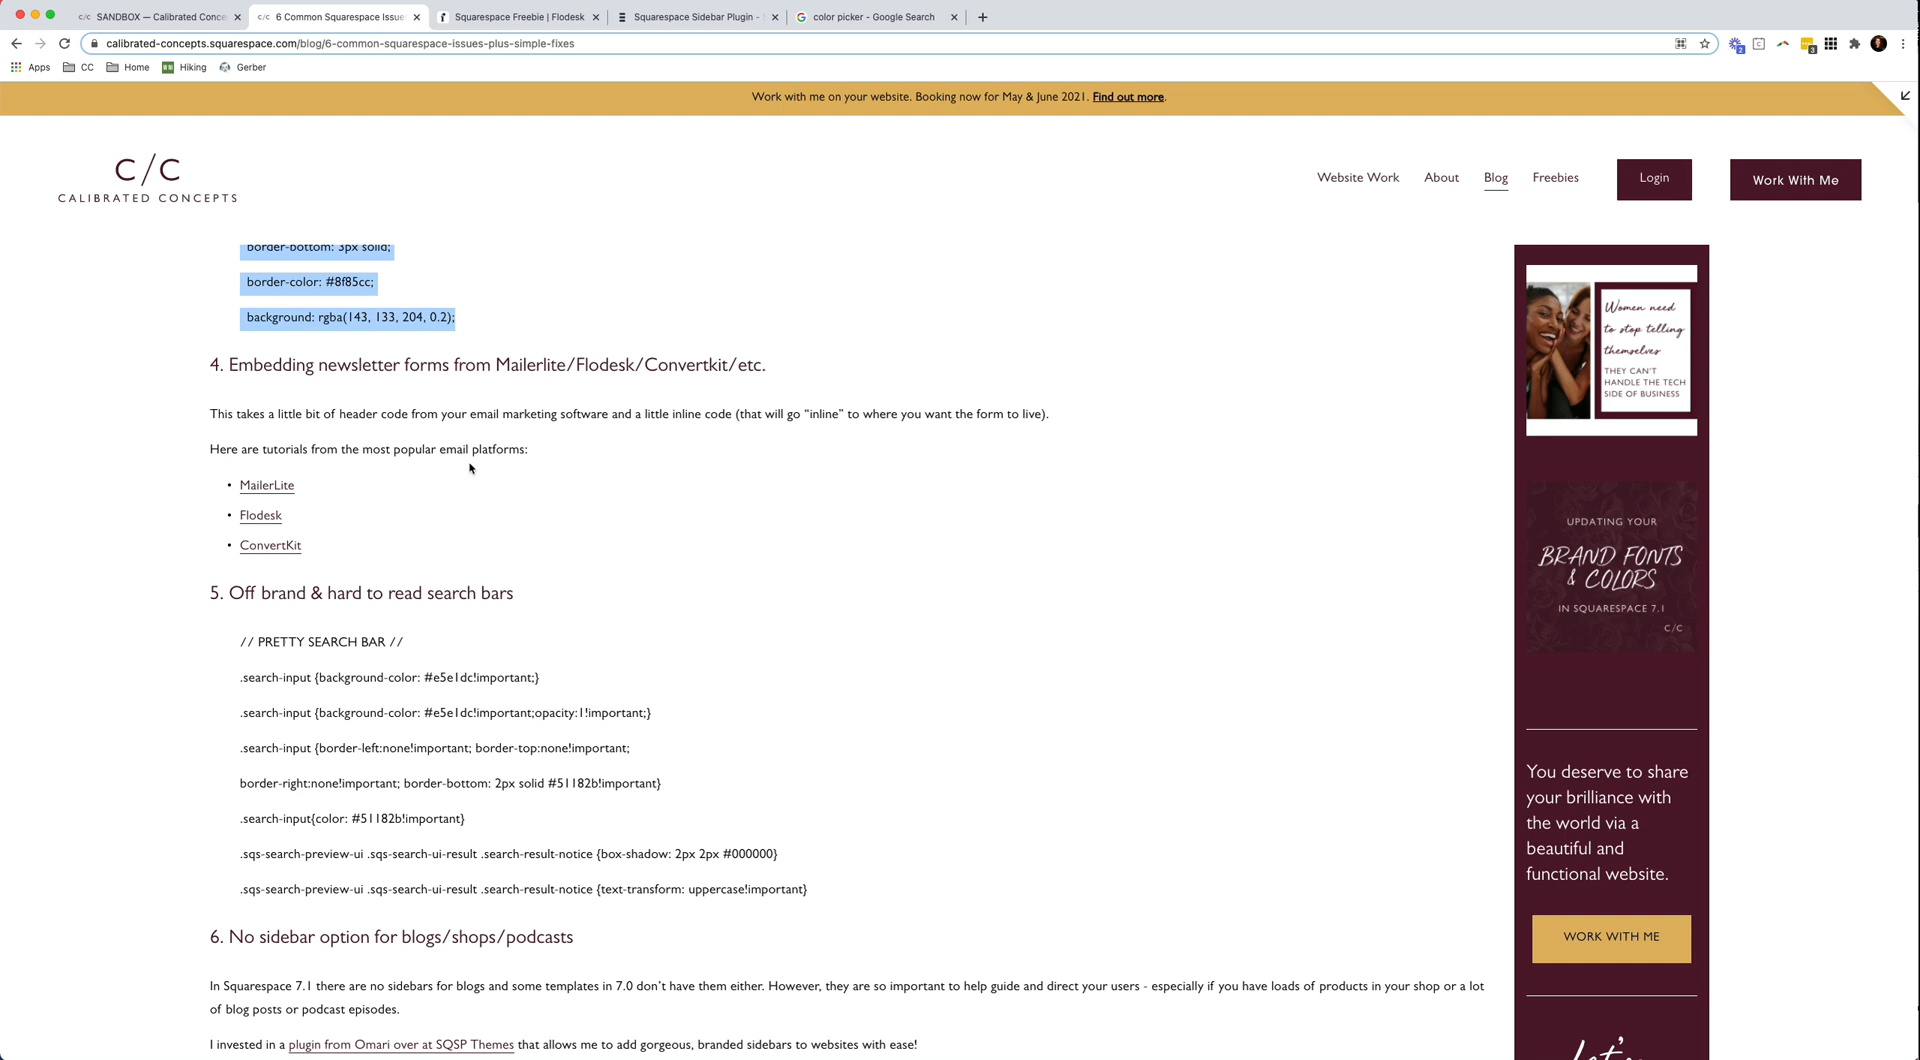 SANDBOX — Calibrated Conce
6 Common Squarespace Issue
Squarespace Freebie | Flodesk
Squarespace Sidebar Plugin -
color picker - Google Search
calibrated-concepts.squarespace.com/blog/6-common-squarespace-issues-plus-simple-fixes
Apps
CC
Home
Hiking
Gerber
Work with me on your website. Booking now for May & June 2021. Find out more.
C/C
CALIBRATED CONCEPTS
Website Work
About
Blog
Freebies
Login
Work With Me
border-bottom: 3px solid;
border-color: #8f85cc;
background: rgba(143, 133, 204, 0.2);
4. Embedding newsletter forms from Mailerlite/Flodesk/Convertkit/etc.
This takes a little bit of header code from your email marketing software and a little inline code (that will go “inline” to where you want the form to live).
Here are tutorials from the most popular email platforms:
• MailerLite
• Flodesk
• ConvertKit
5. Off brand & hard to read search bars
// PRETTY SEARCH BAR //
.search-input {background-color: #e5e1dc!important;}
.search-input {background-color: #e5e1dc!important;opacity:1!important;}
.search-input {border-left:none!important; border-top:none!important;
border-right:none!important; border-bottom: 2px solid #51182b!important}
.search-input{color: #51182b!important}
.sqs-search-preview-ui .sqs-search-ui-result .search-result-notice {box-shadow: 2px 2px #000000}
.sqs-search-preview-ui .sqs-search-ui-result .search-result-notice {text-transform: uppercase!important}
6. No sidebar option for blogs/shops/podcasts
In Squarespace 7.1 there are no sidebars for blogs and some templates in 7.0 don’t have them either. However, they are so important to help guide and direct your users - especially if you have loads of products in your shop or a lot
of blog posts or podcast episodes.
I invested in a plugin from Omari over at SQSP Themes that allows me to add gorgeous, branded sidebars to websites with ease!
Women need
to stop telling
themselves
THEY CAN'T
HANDLE THE TECH
SIDE OF BUSINESS
UPDATING YOUR
BRAND FONTS
& COLORS
IN SQUARESPACE 7.1
C/C
You deserve to share
your brilliance with
the world via a
beautiful and
functional website.
WORK WITH ME
Let's